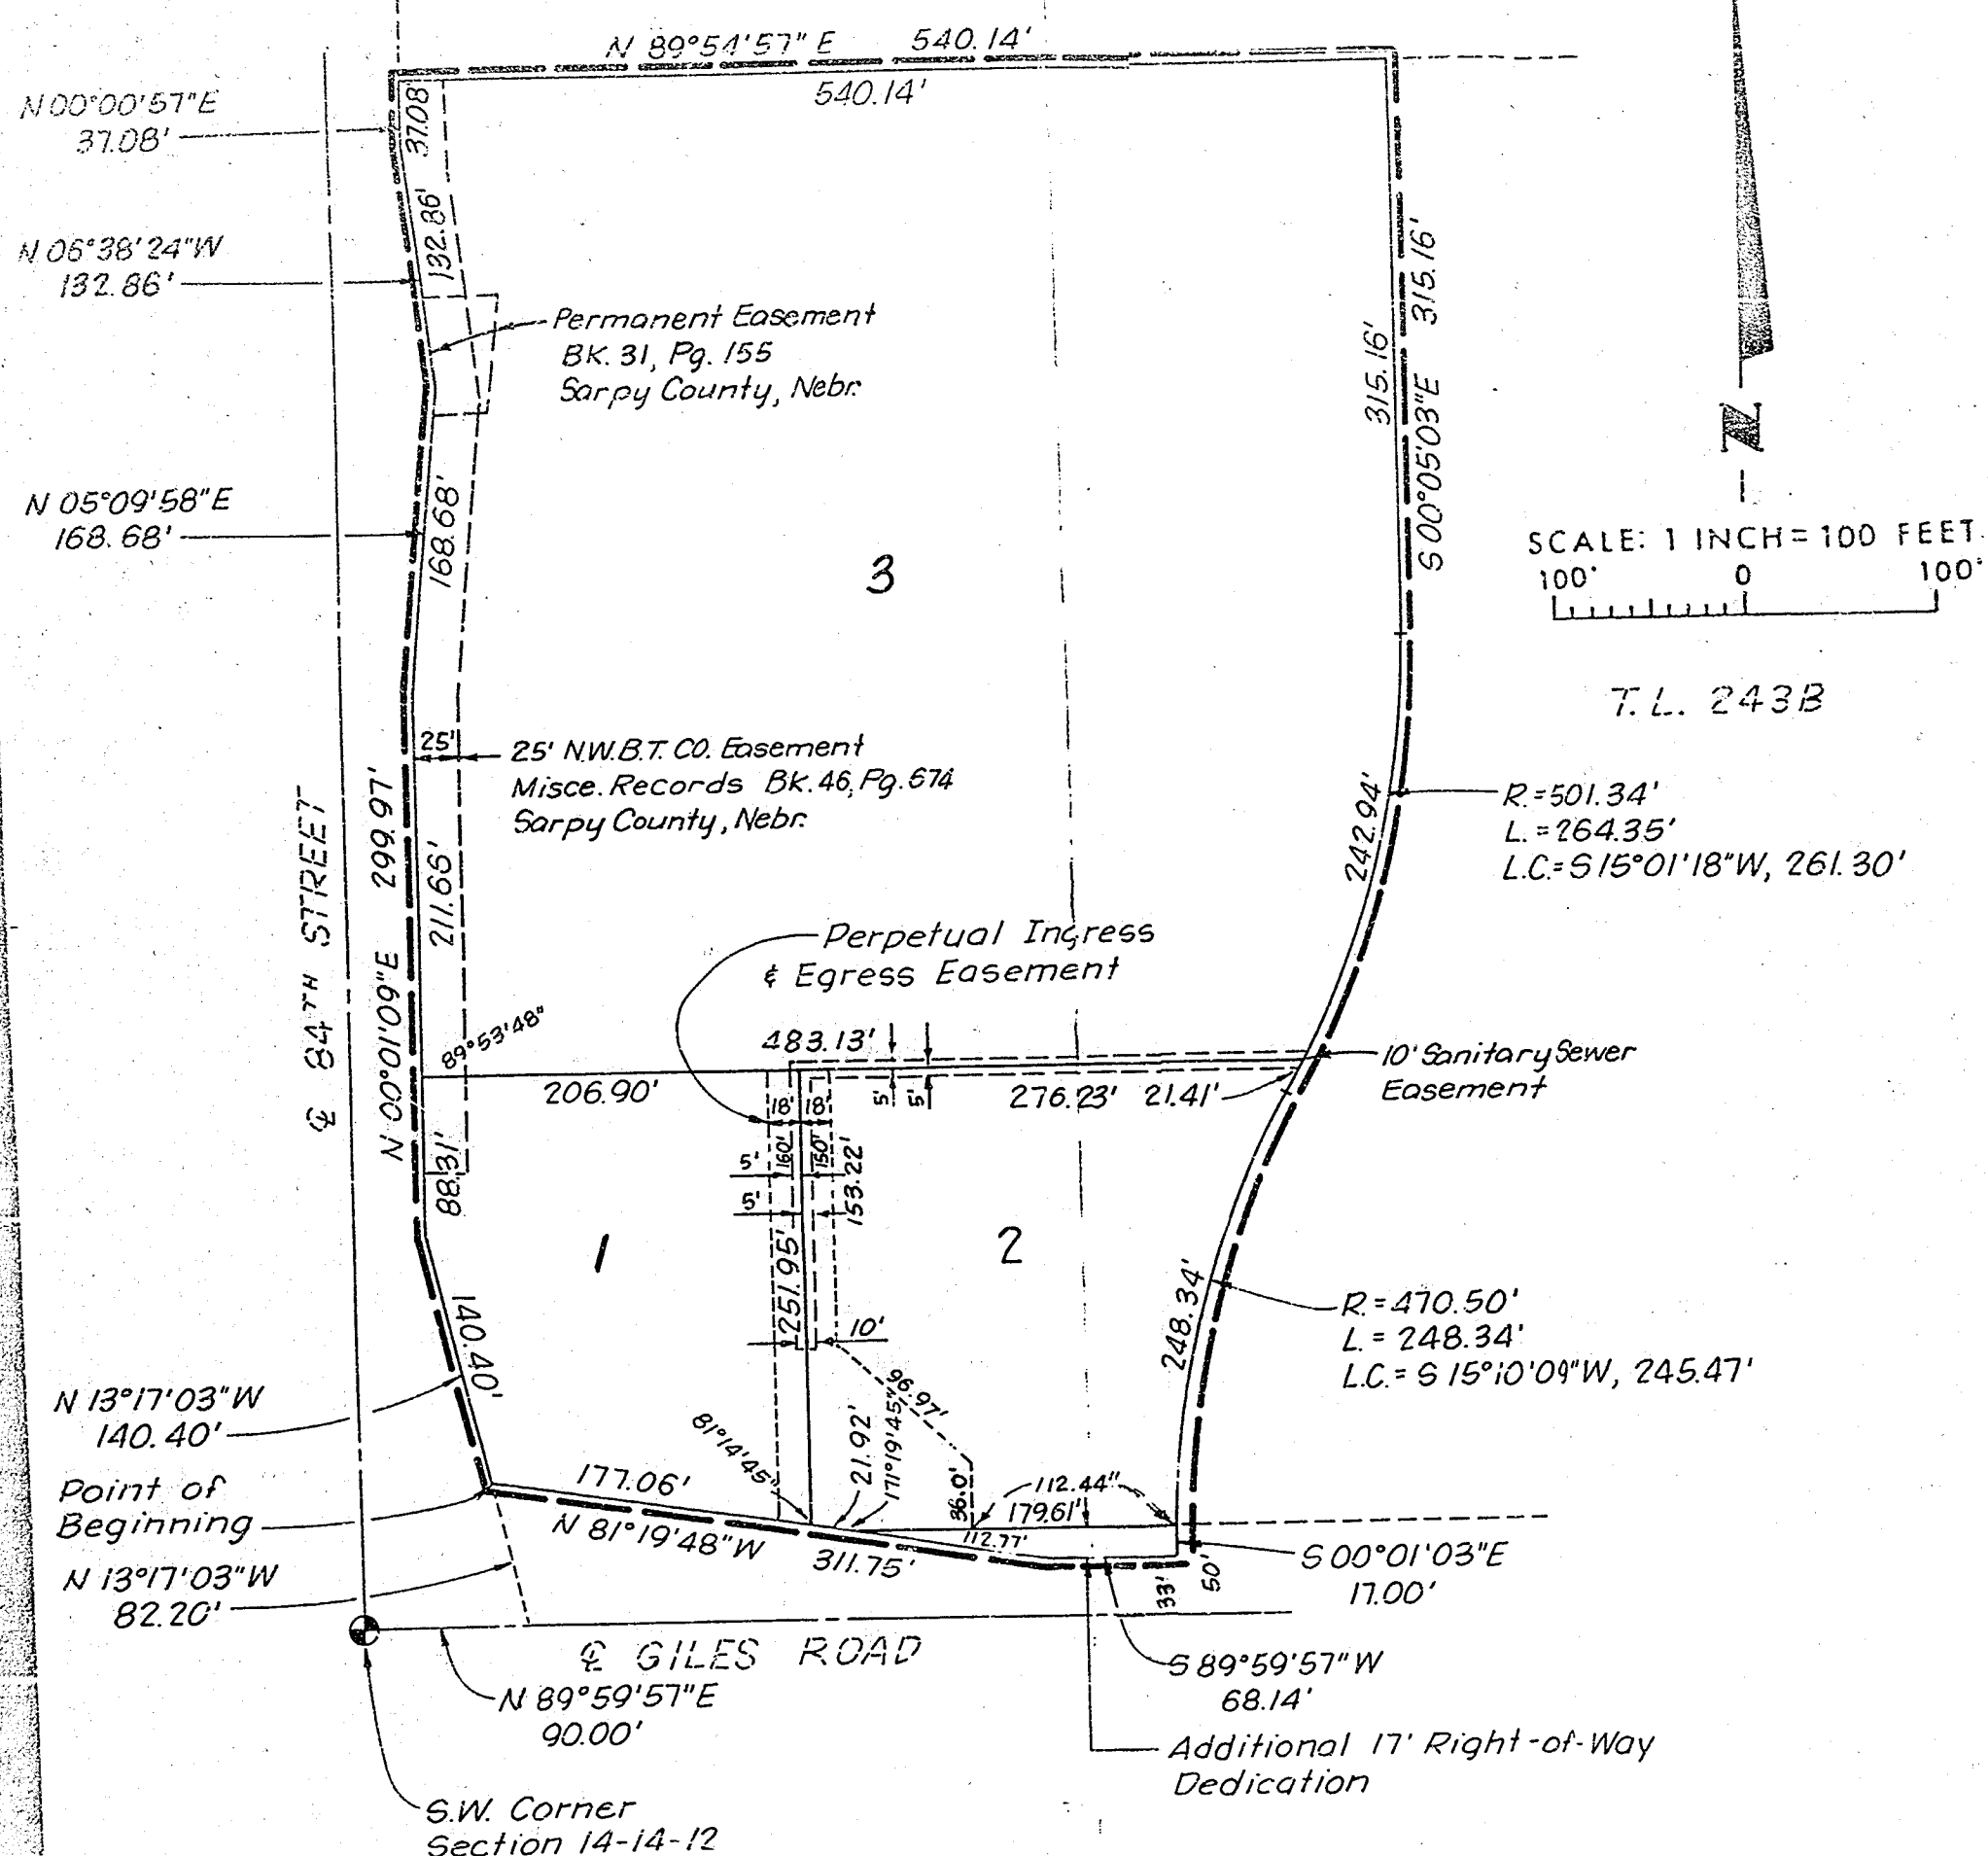 N 89°54'57" E 540.14'
540.14'
N 00°00'57"E
37.08'
37.08'
N 06°38'24"W
132.86'
132.86'
Permanent Easement
BK. 31, Pg. 155
Sarpy County, Nebr.
315.16'
S 00°05'03"E 315.16'
N
SCALE: 1 INCH = 100 FEET.
100' 0 100'
N 05°09'58"E
168.68'
168.68'
3
T.L. 243B
25'
25' N.W.B.T. CO. Easement
Misce. Records BK. 46, Pg. 674
Sarpy County, Nebr.
℄ 84TH STREET
N 00°01'09"E 299.97'
211.65'
242.94'
R.=501.34'
L.=264.35'
L.C.=S 15°01'18"W, 261.30'
Perpetual Ingress
& Egress Easement
89°53'48"
483.13'
206.90'
5'
5'
276.23' 21.41'
10' Sanitary Sewer
Easement
18' 18'
160' 150'
5'
5'
153.22'
88.31'
251.95'
1
2
10'
140.40'
248.34'
R.=470.50'
L.= 248.34'
L.C.= S 15°10'09"W, 245.47'
N 13°17'03"W
140.40'
96.97'
81°14'45"
21.92'
171°19'45"
36.0'
112.44"
179.61'
112.77'
Point of
Beginning
177.06'
N 81°19'48"W
311.75'
S 00°01'03"E
17.00'
33'
50'
N 13°17'03"W
82.20'
℄ GILES ROAD
N 89°59'57"E
90.00'
S 89°59'57"W
68.14'
Additional 17' Right-of-Way
Dedication
S.W. Corner
Section 14-14-12